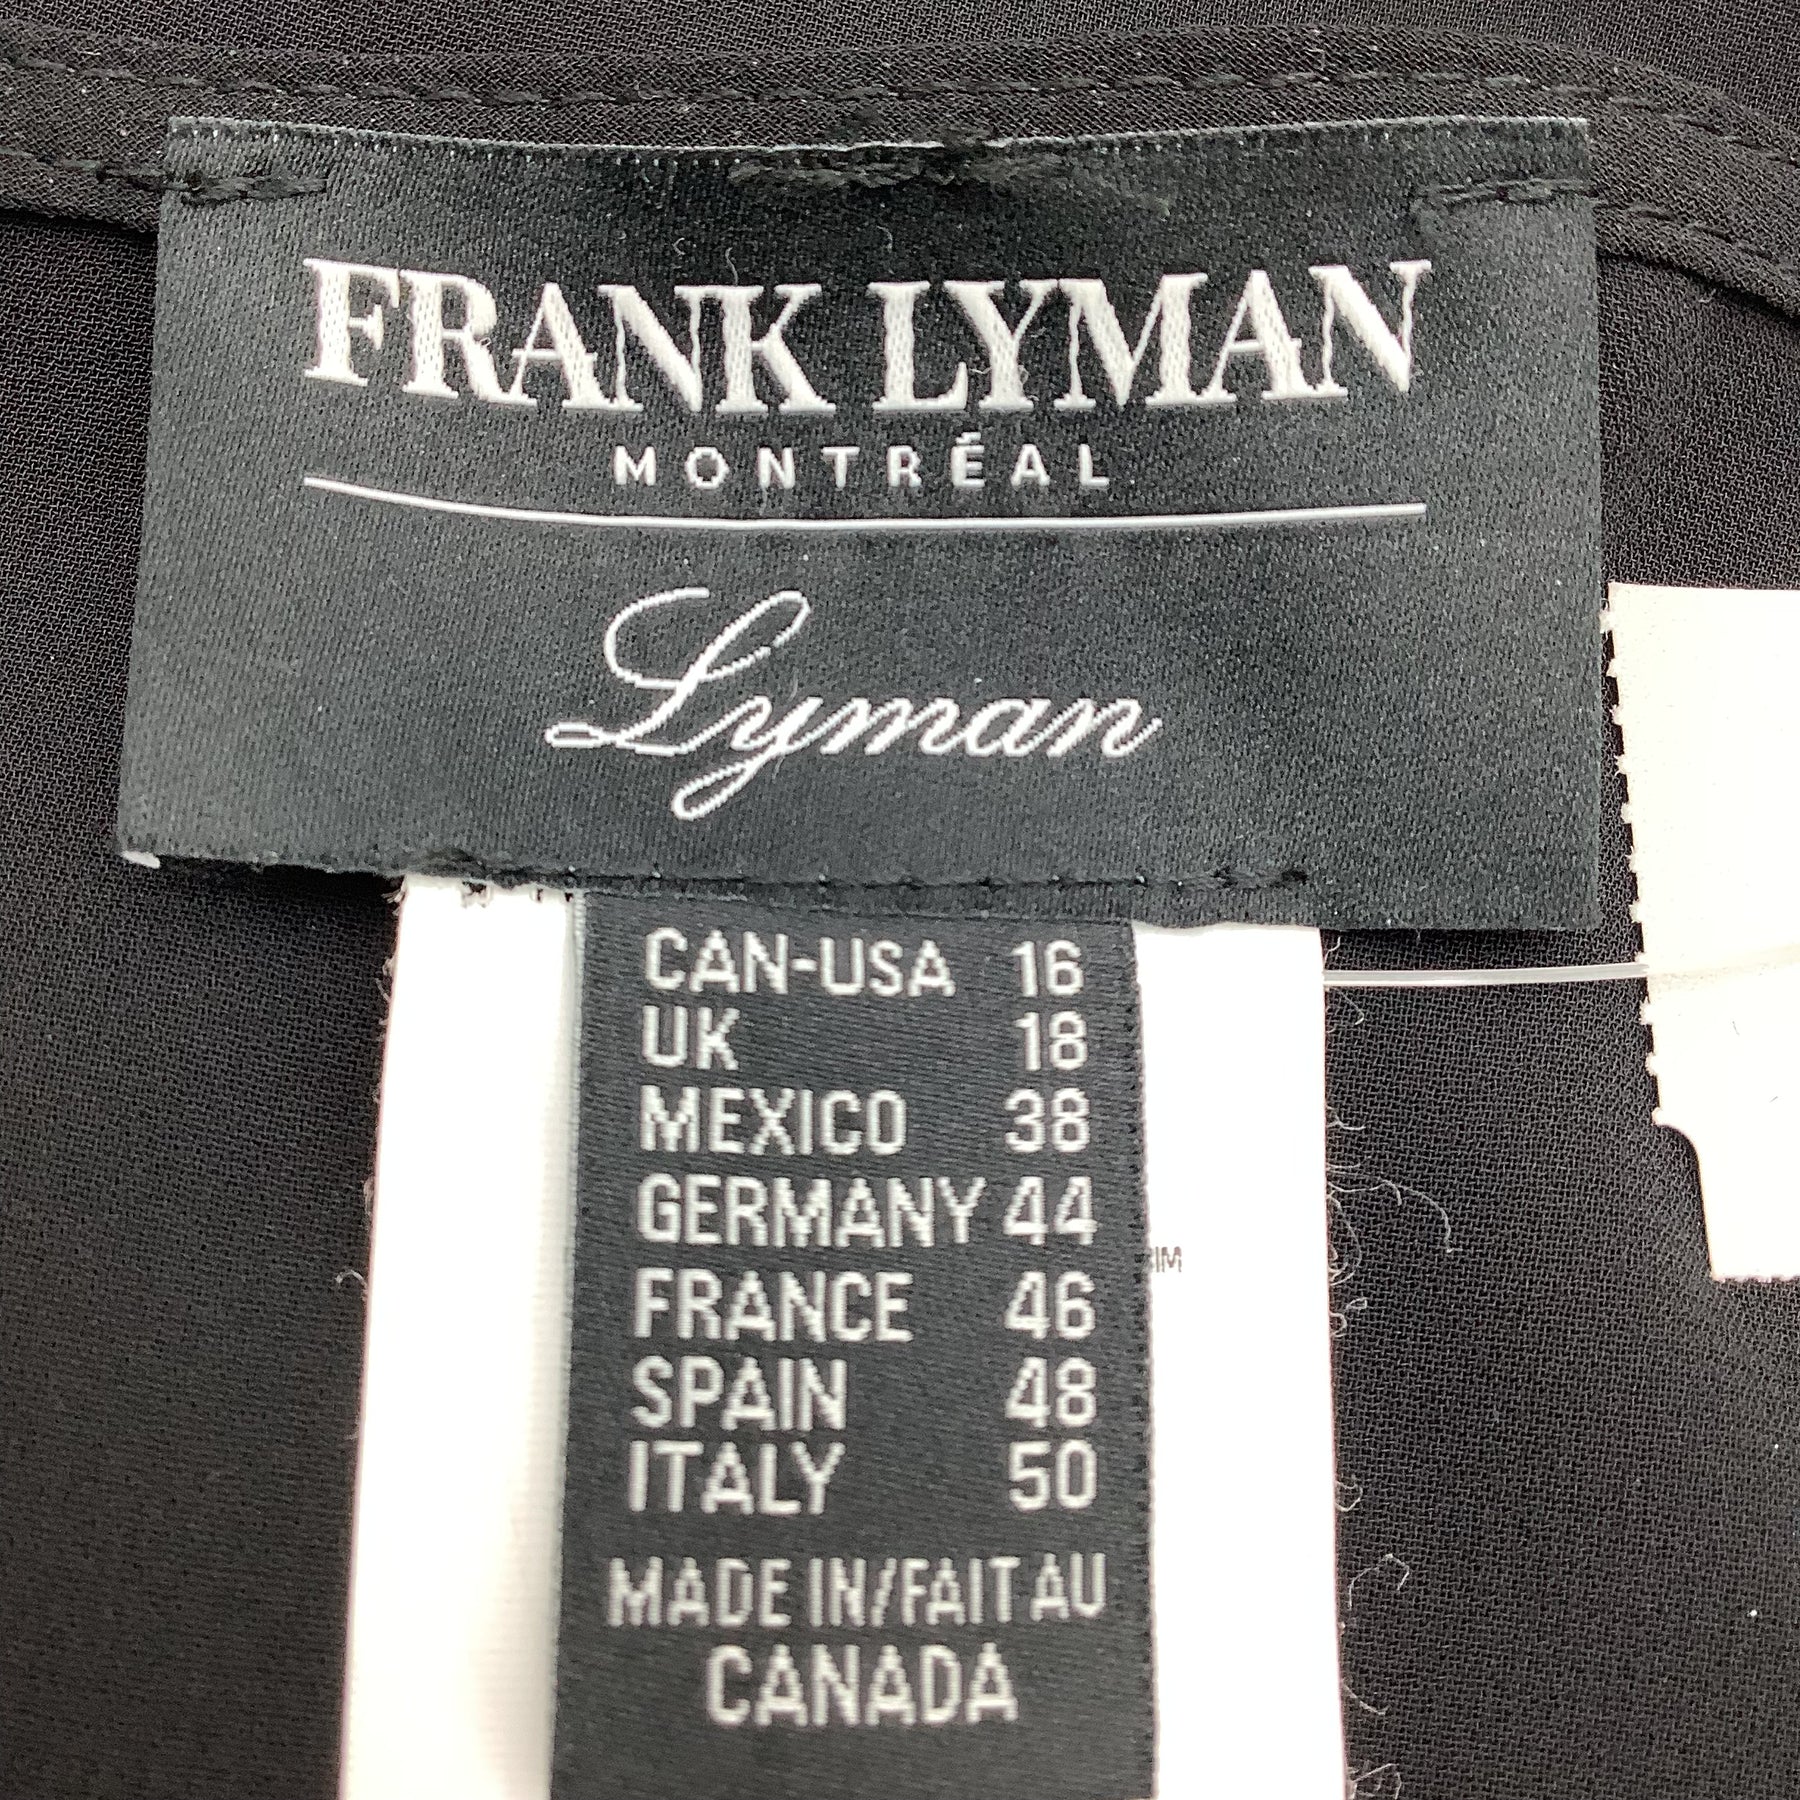 FRANK LYMAN
MONTRÉAL
Lyman
CAN-USA 16
UK 18
MEXICO 38
GERMANY 44
FRANCE 46
SPAIN 48
ITALY 50
MADE IN/FAIT AU
CANADA